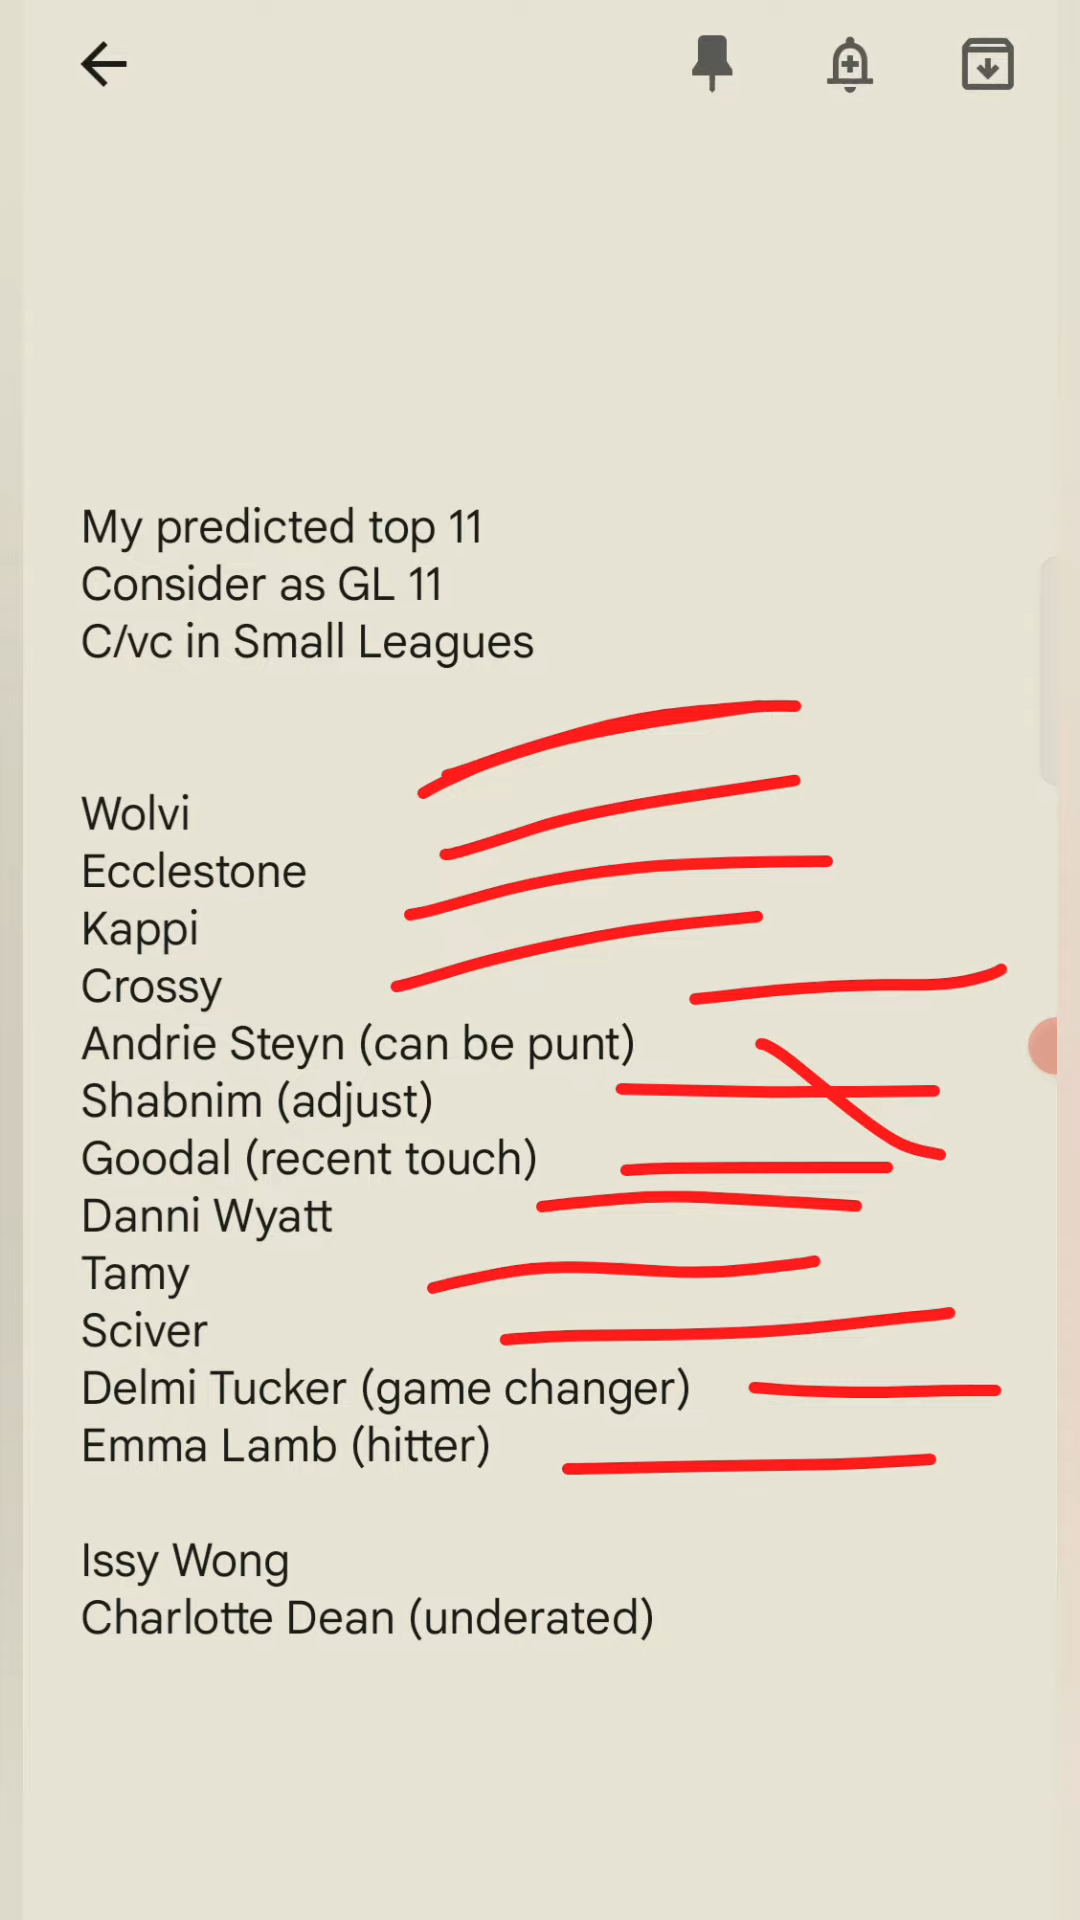 My predicted top 11
Consider as GL 11
C/vc in Small Leagues
Wolvi
Ecclestone
Kappi
Crossy
Andrie Steyn (can be punt)
Shabnim (adjust)
Goodal (recent touch)
Danni Wyatt
Tamy
Sciver
Delmi Tucker (game changer)
Emma Lamb (hitter)
Issy Wong
Charlotte Dean (underated)